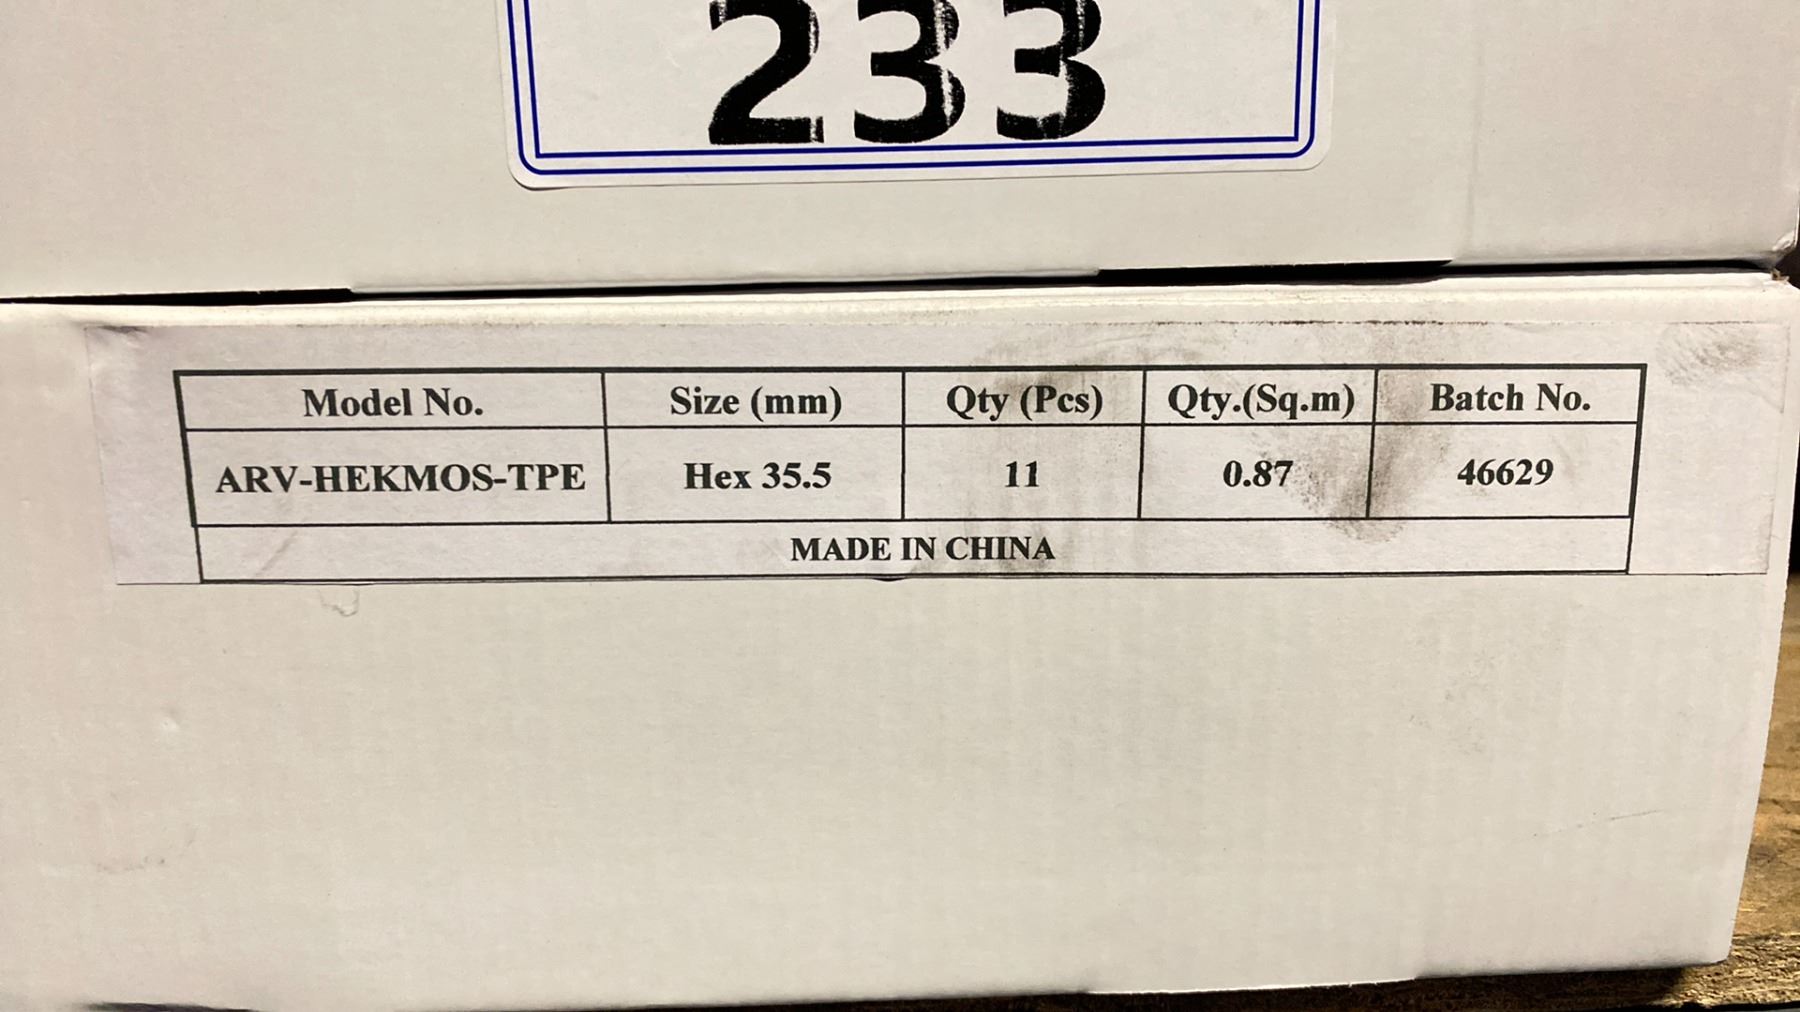 233
Model No. Size (mm) Qty (Pcs) Qty.(Sq.m) Batch No.
ARV-HEKMOS-TPE Hex 35.5 11 0.87 46629
MADE IN CHINA